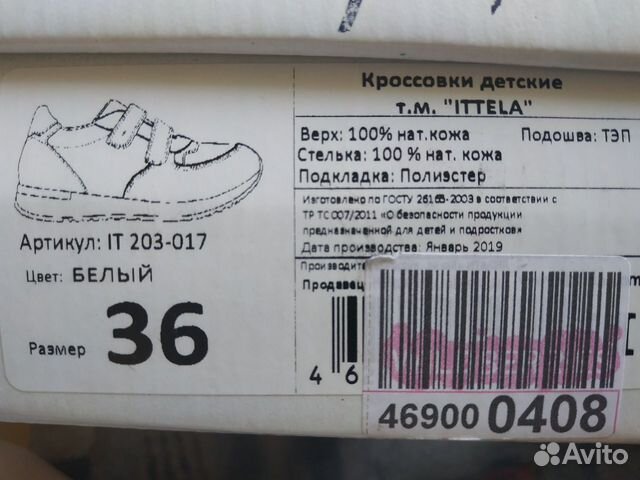 Кроссовки детские
т.м. "ITTELA"
Верх: 100% нат.кожа Подошва: ТЭП
Стелька: 100 % нат. кожа
Подкладка: Полиэстер
Изготовлено по ГОСТУ 26165-2003 в соответствии с
ТР ТС 007/2011 «О безопасности продукции
предназначенной для детей и подростков»
Дата производства: Январь 2019
Артикул: IT 203-017
Цвет: БЕЛЫЙ
Размер 36
4 6
46900 0408
Avito